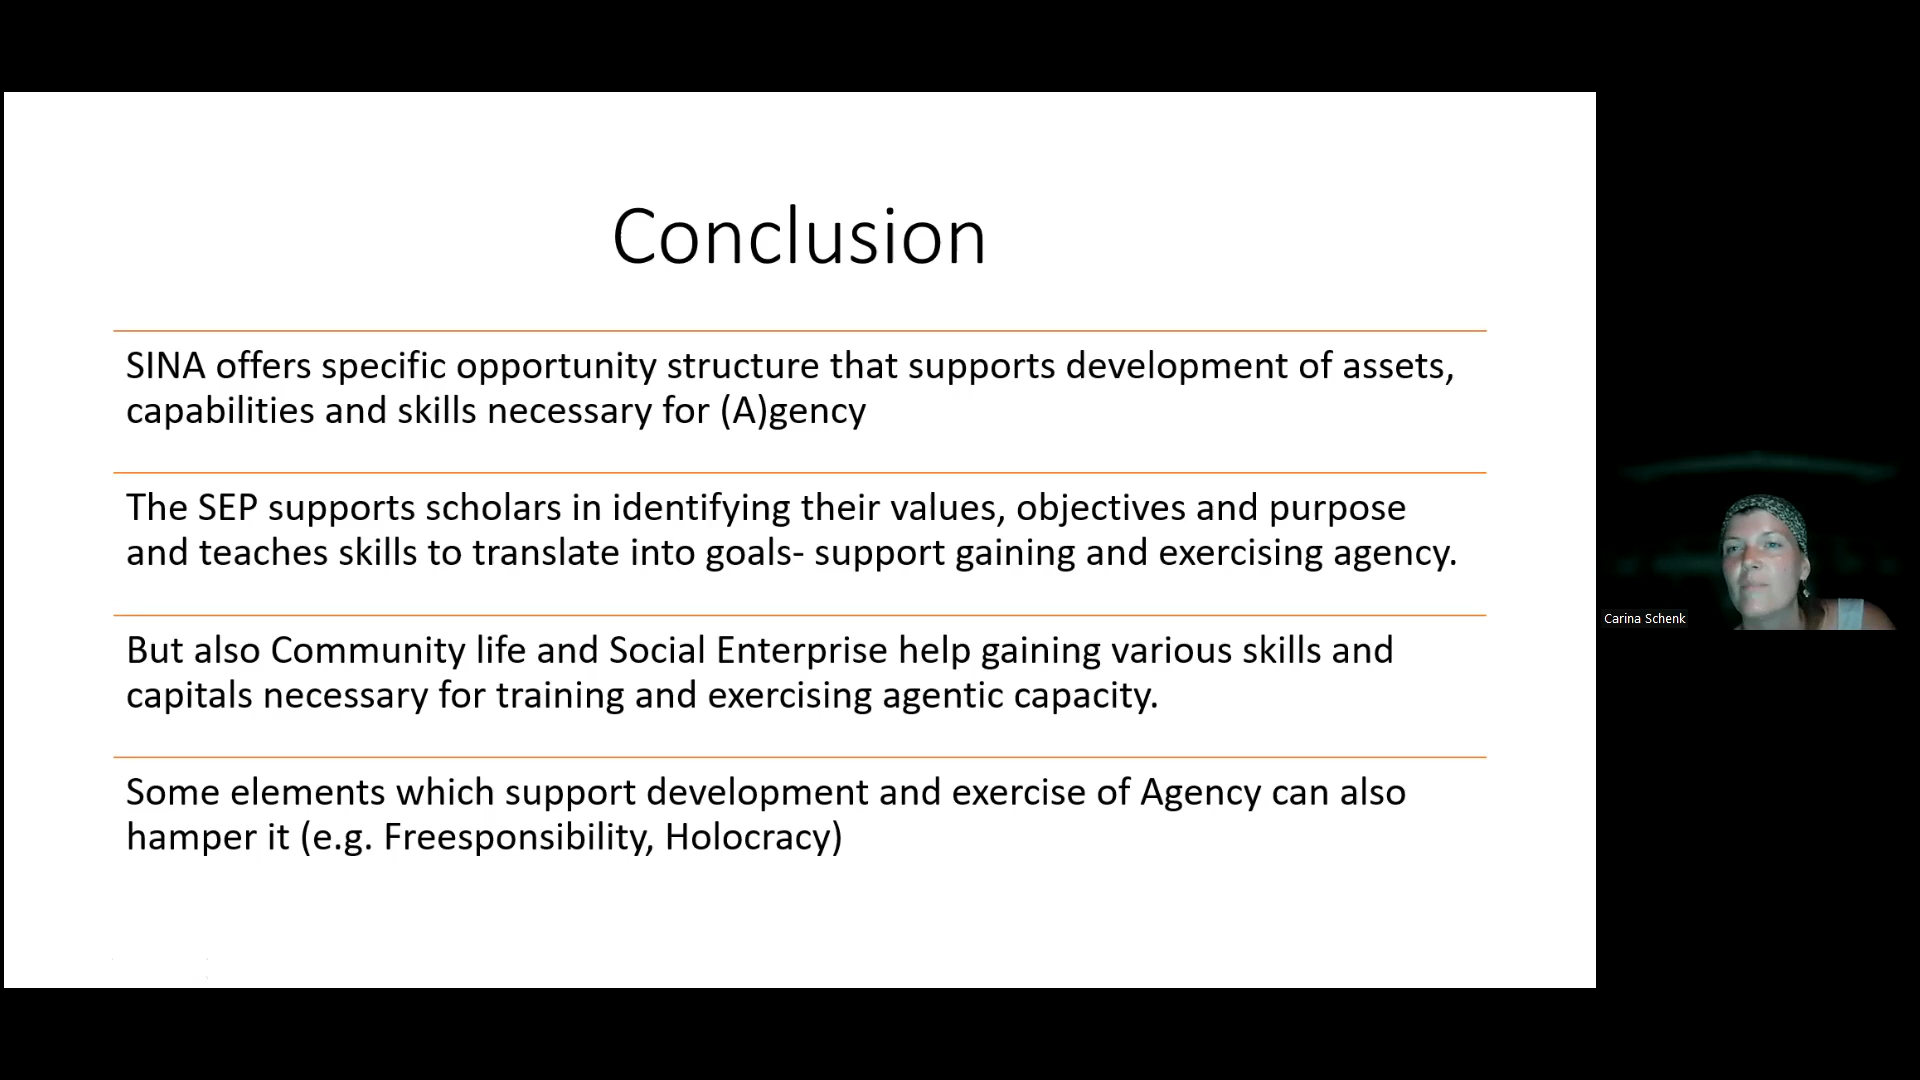 Conclusion
SINA offers specific opportunity structure that supports development of assets,
capabilities and skills necessary for (A)gency
The SEP supports scholars in identifying their values, objectives and purpose
and teaches skills to translate into goals- support gaining and exercising agency.
But also Community life and Social Enterprise help gaining various skills and
capitals necessary for training and exercising agentic capacity.
Some elements which support development and exercise of Agency can also
hamper it (e.g. Freesponsibility, Holocracy)
Carina Schenk